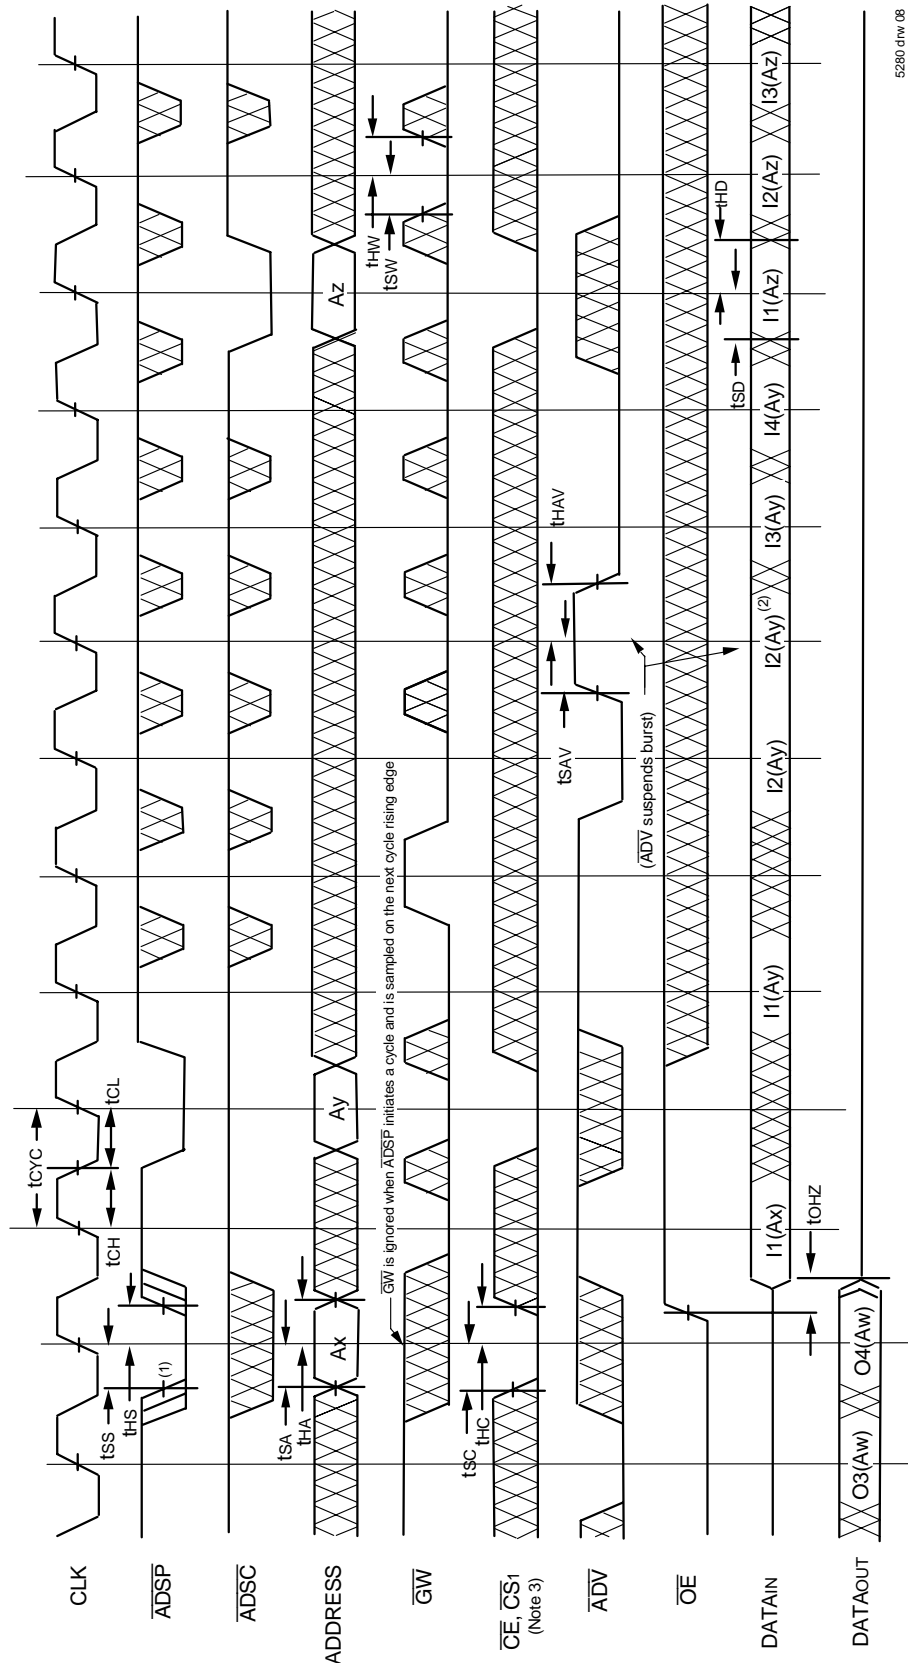 CLK
tCYC
tCH
tCL
tSS
tHS
ADSP
(1)
ADSC
tSA
tHA
ADDRESS
Ax
Ay
Az
tHW
tSW
GW
GW is ignored when ADSP initiates a cycle and is sampled on the next cycle rising edge
tSC
tHC
CE, CS1
(Note 3)
tSAV
tHAV
ADV
(ADV suspends burst)
OE
tSD
tHD
DATAIN
I1(Ax)
I1(Ay)
I2(Ay)
I2(Ay) (2)
I3(Ay)
I4(Ay)
I1(Az)
I2(Az)
I3(Az)
tOHZ
DATAOUT
O3(Aw)
O4(Aw)
5280 drw 08